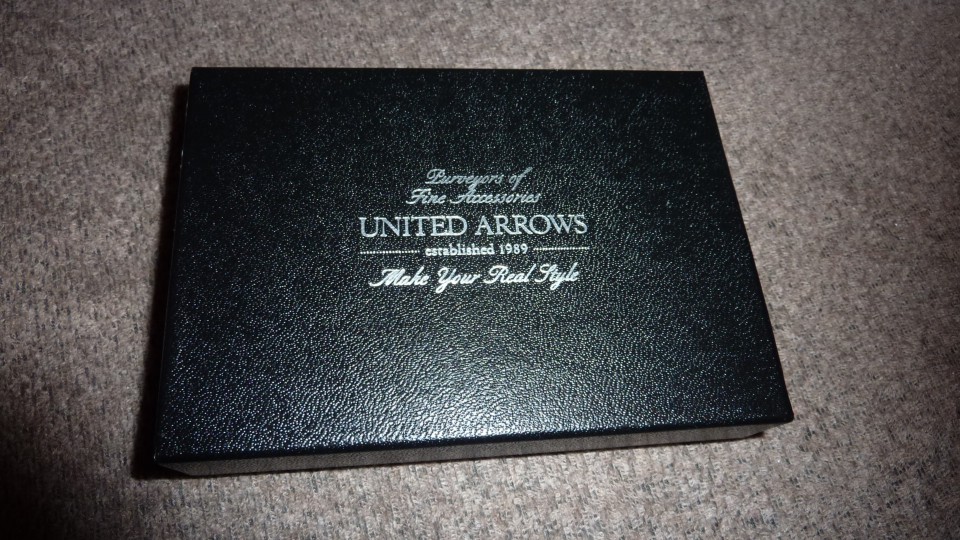 Purveyors of
Fine Accessories
UNITED ARROWS
established 1989
Make Your Real Style